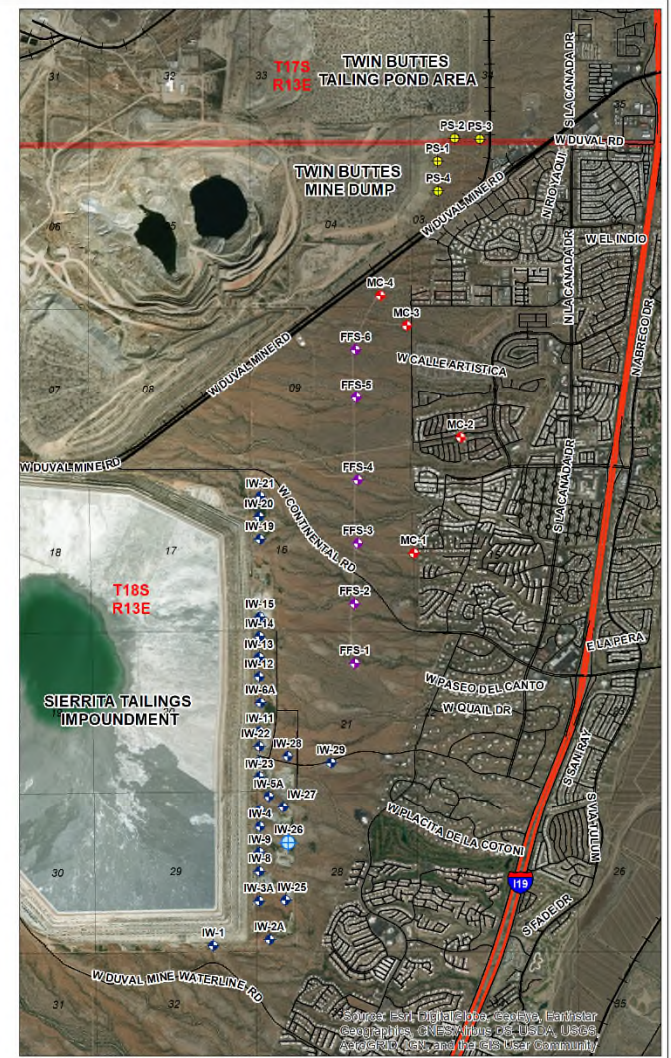 31
32
33
T17S
R13E
TWIN BUTTES
TAILING POND AREA
34
S LA CANADA DR
35
PS-2
PS-3
W DUVAL RD
PS-1
TWIN BUTTES
MINE DUMP
PS-4
W DUVAL MINE RD
N RIO YAQUI
06
05
04
03
W EL INDIO
MC-4
MC-3
N LA CANADA DR
N ABREGO DR
FFS-6
W DUVAL MINE RD
W CALLE ARTISTICA
07
08
09
FFS-5
MC-2
W DUVAL MINE RD
FFS-4
S LA CANADA DR
IW-21
IW-20
IW-19
W CONTINENTAL RD
18
17
16
FFS-3
MC-1
14
T18S
R13E
IW-15
FFS-2
IW-14
IW-13
E LA PERA
IW-12
FFS-1
IW-6A
W PASEO DEL CANTO
SIERRITA TAILINGS
IMPOUNDMENT
20
IW-11
W QUAIL DR
23
21
IW-22
IW-28
IW-29
S SAN RAY
IW-23
IW-5A
IW-27
IW-4
W PLACITA DE LA COTONI
S VIA TULUM
IW-26
IW-9
IW-8
30
29
28
27
26
I19
IW-3A
IW-25
S FADE DR
IW-1
IW-2A
W DUVAL MINE WATERLINE RD
31
32
35
Source: Esri, DigitalGlobe, GeoEye, Earthstar
Geographics, CNES/Airbus DS, USDA, USGS,
AeroGRID, IGN, and the GIS User Community